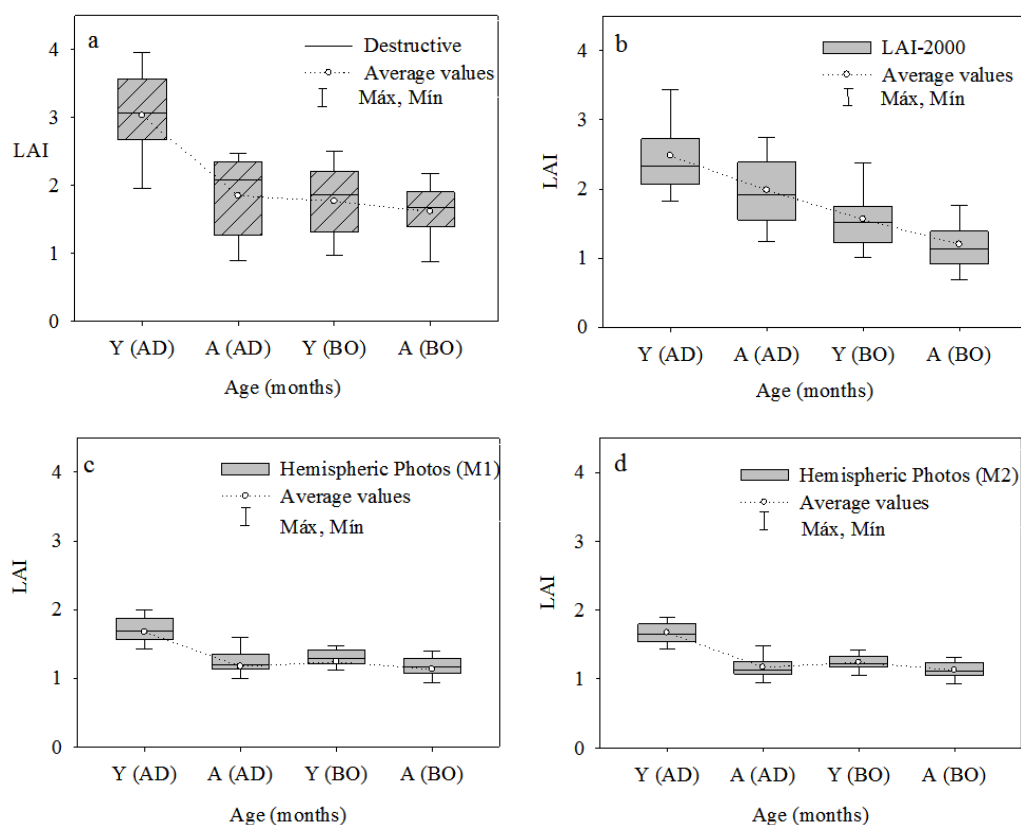 a
Destructive
Average values
Máx, Mín
LAI
4
3
2
1
0
Y (AD) A (AD) Y (BO) A (BO)
Age (months)
b
LAI-2000
Average values
Máx, Mín
LAI
4
3
2
1
0
Y (AD) A (AD) Y (BO) A (BO)
Age (months)
c
Hemispheric Photos (M1)
Average values
Máx, Mín
LAI
4
3
2
1
0
Y (AD) A (AD) Y (BO) A (BO)
Age (months)
d
Hemispheric Photos (M2)
Average values
Máx, Mín
LAI
4
3
2
1
0
Y (AD) A (AD) Y (BO) A (BO)
Age (months)